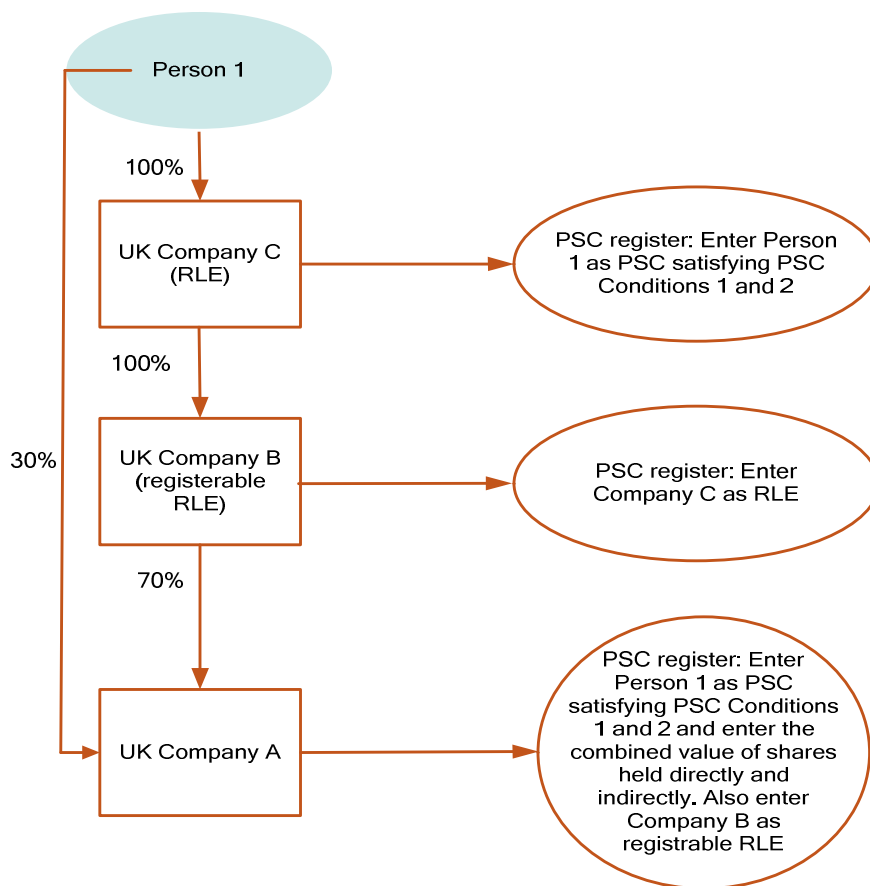 Person 1
100%
UK Company C
(RLE)
PSC register: Enter Person
1 as PSC satisfying PSC
Conditions 1 and 2
100%
30%
UK Company B
(registerable
RLE)
PSC register: Enter
Company C as RLE
70%
UK Company A
PSC register: Enter
Person 1 as PSC
satisfying PSC Conditions
1 and 2 and enter the
combined value of shares
held directly and
indirectly. Also enter
Company B as
registrable RLE